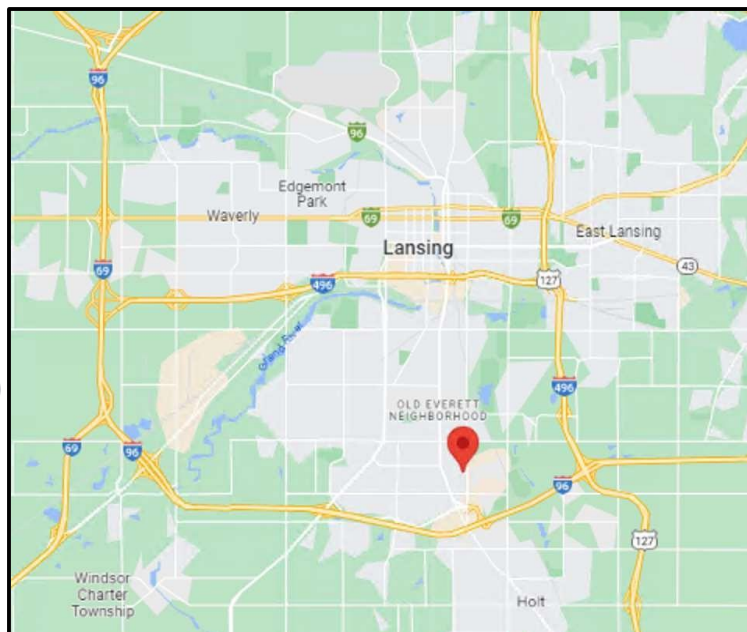 96
96
Edgemont
Park
Waverly
69
69
East Lansing
Lansing
43
69
496
127
Grand River
496
OLD EVERETT
NEIGHBORHOOD
69
96
96
127
Windsor
Charter
Township
Holt